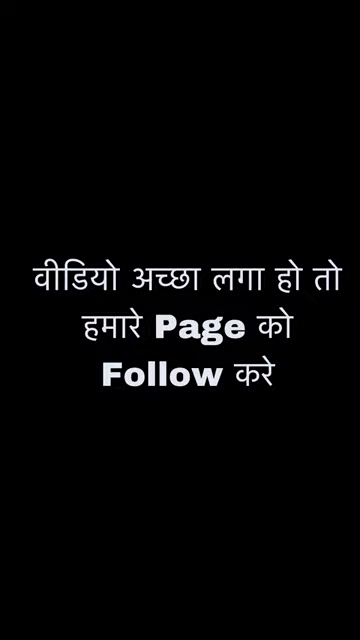 वीडियो अच्छा लगा हो तो
हमारे Page को
Follow करे